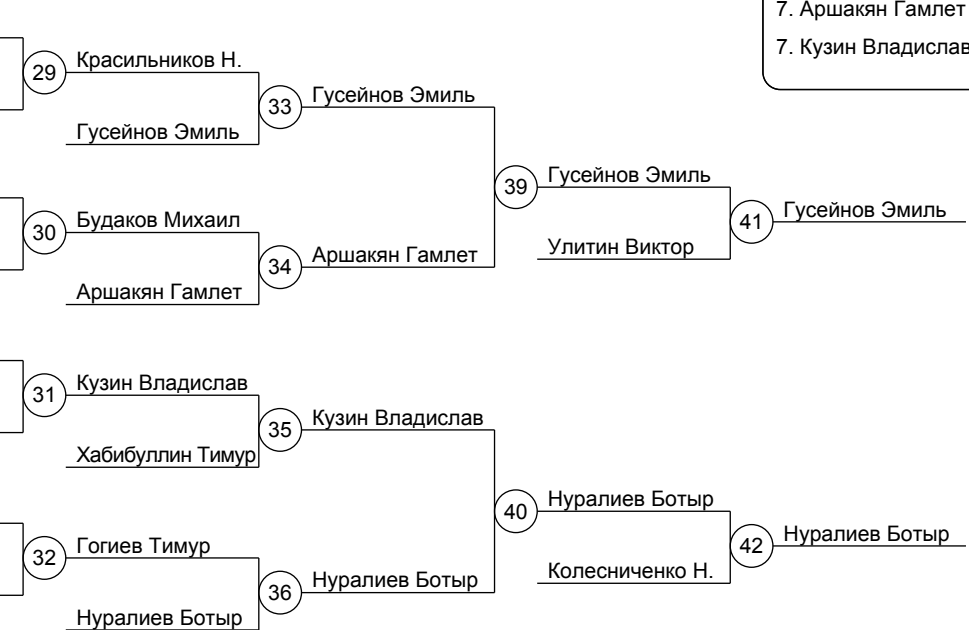 7. Аршакян Гамлет
7. Кузин Владислав
29
Красильников Н.
Гусейнов Эмиль
33
Гусейнов Эмиль
30
Будаков Михаил
Аршакян Гамлет
34
Аршакян Гамлет
39
Гусейнов Эмиль
Улитин Виктор
41
Гусейнов Эмиль
31
Кузин Владислав
Хабибуллин Тимур
35
Кузин Владислав
32
Гогиев Тимур
Нуралиев Ботыр
36
Нуралиев Ботыр
40
Нуралиев Ботыр
Колесниченко Н.
42
Нуралиев Ботыр